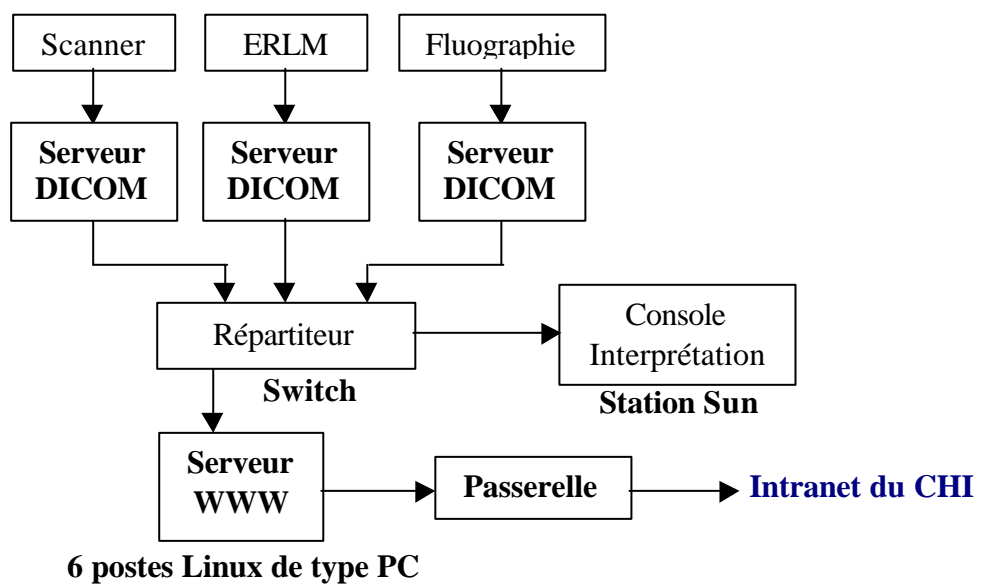 Scanner
ERLM
Fluographie
Serveur
DICOM
Serveur
DICOM
Serveur
DICOM
Répartiteur
Switch
Console
Interprétation
Station Sun
Serveur
WWW
Passerelle
Intranet du CHI
6 postes Linux de type PC